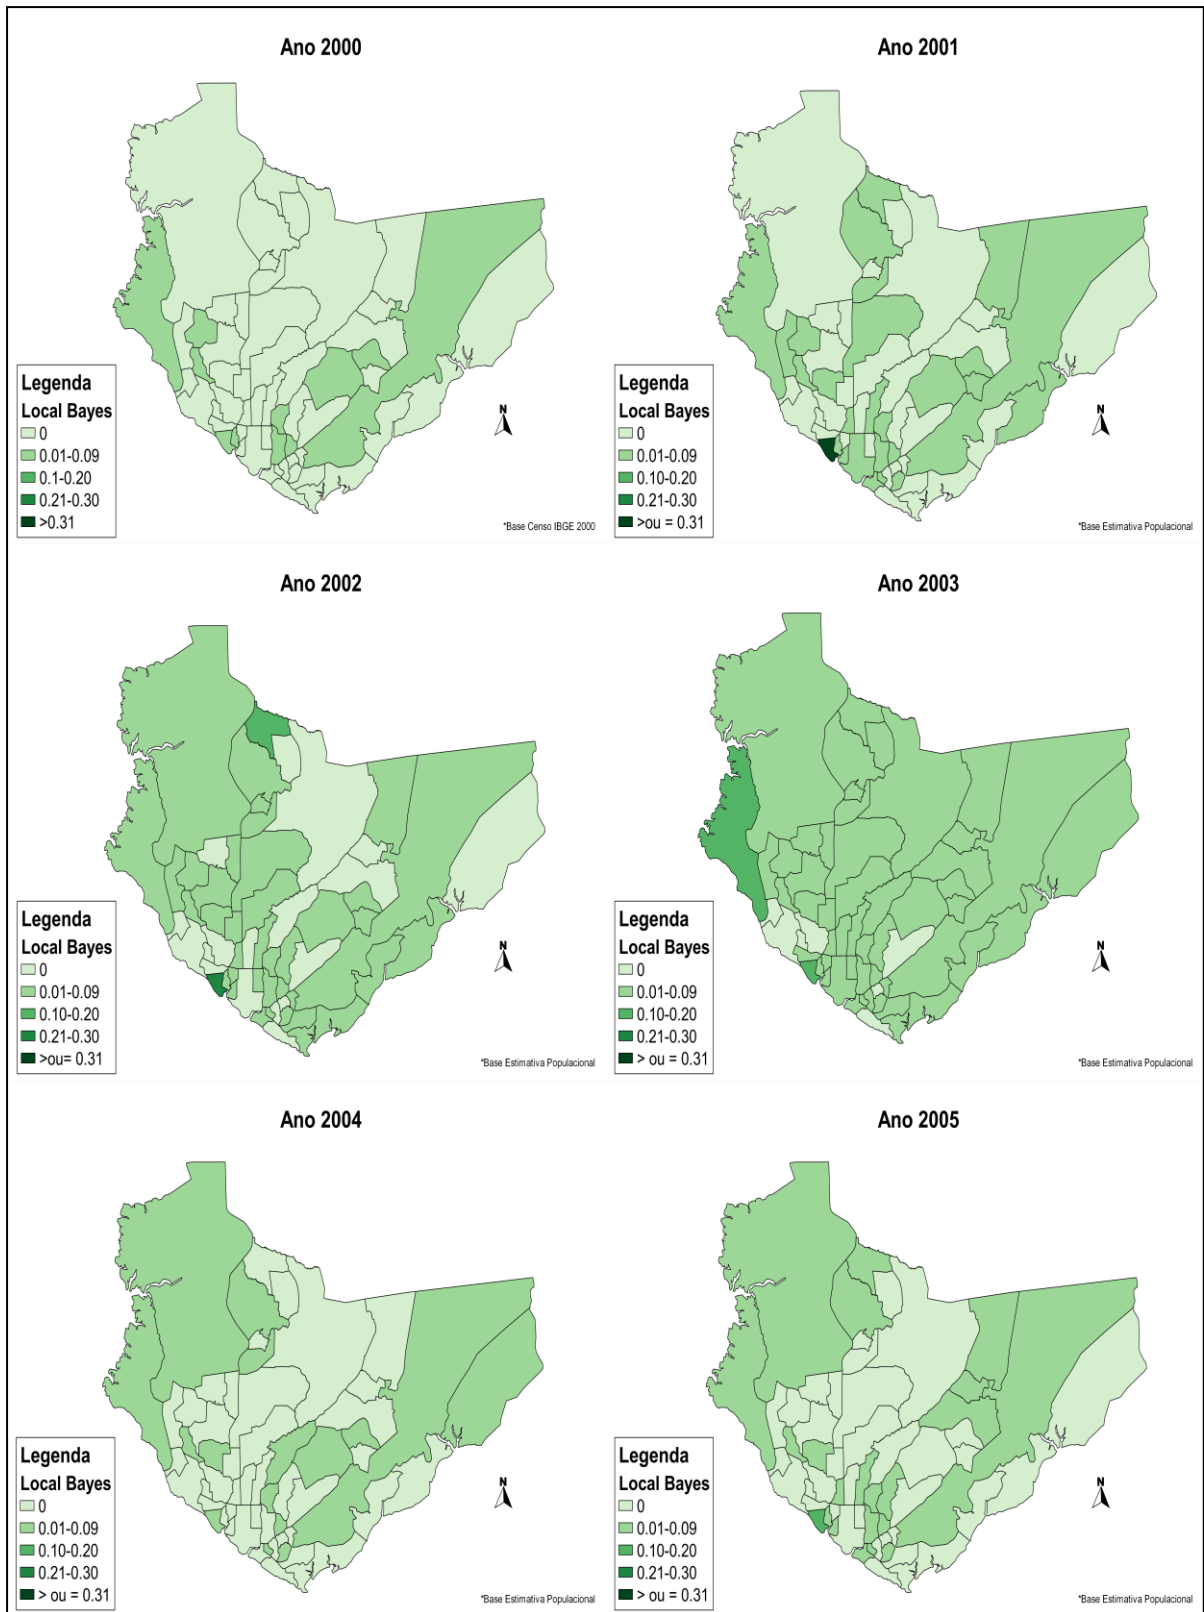 Ano 2000
Legenda
Local Bayes
0
0.01-0.09
0.1-0.20
0.21-0.30
>0.31
N
*Base Censo IBGE 2000
Ano 2001
Legenda
Local Bayes
0
0.01-0.09
0.10-0.20
0.21-0.30
>ou = 0.31
N
*Base Estimativa Populacional
Ano 2002
Legenda
Local Bayes
0
0.01-0.09
0.10-0.20
0.21-0.30
>ou= 0.31
N
*Base Estimativa Populacional
Ano 2003
Legenda
Local Bayes
0
0.01-0.09
0.10-0.20
0.21-0.30
> ou = 0.31
N
*Base Estimativa Populacional
Ano 2004
Legenda
Local Bayes
0
0.01-0.09
0.10-0.20
0.21-0.30
> ou = 0.31
N
*Base Estimativa Populacional
Ano 2005
Legenda
Local Bayes
0
0.01-0.09
0.10-0.20
0.21-0.30
> ou = 0.31
N
*Base Estimativa Populacional